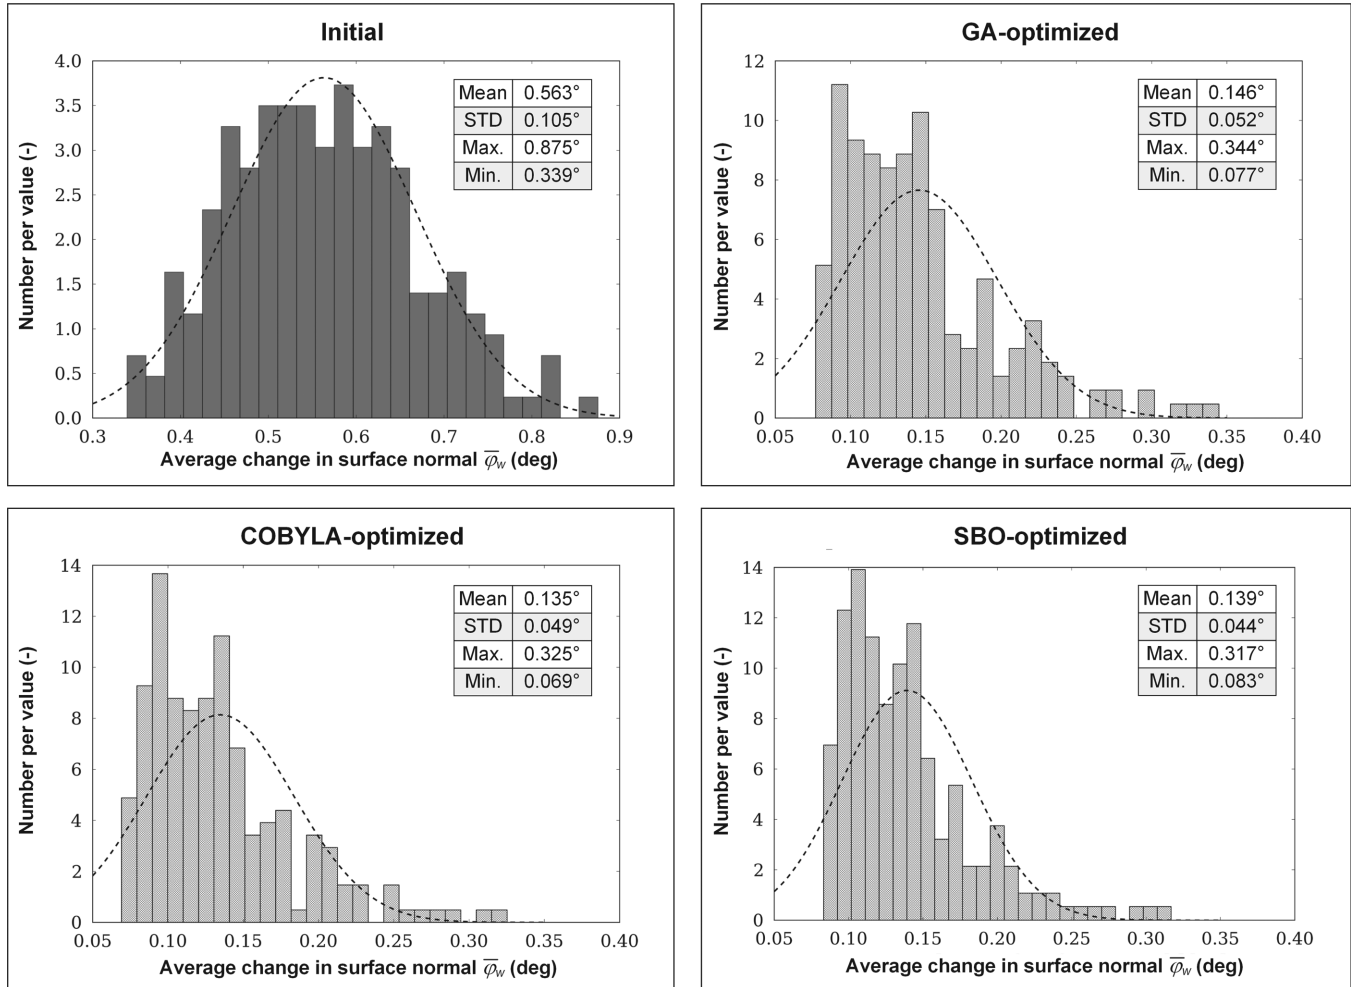 Initial
4.0
3.5
3.0
2.5
2.0
1.5
1.0
0.5
0.0
0.3 0.4 0.5 0.6 0.7 0.8 0.9
Number per value (-)
Average change in surface normal φ̅w (deg)
Mean 0.563°
STD 0.105°
Max. 0.875°
Min. 0.339°
GA-optimized
12
10
8
6
4
2
0
0.05 0.10 0.15 0.20 0.25 0.30 0.35 0.40
Number per value (-)
Average change in surface normal φ̅w (deg)
Mean 0.146°
STD 0.052°
Max. 0.344°
Min. 0.077°
COBYLA-optimized
14
12
10
8
6
4
2
0
0.05 0.10 0.15 0.20 0.25 0.30 0.35 0.40
Number per value (-)
Average change in surface normal φ̅w (deg)
Mean 0.135°
STD 0.049°
Max. 0.325°
Min. 0.069°
SBO-optimized
14
12
10
8
6
4
2
0
0.05 0.10 0.15 0.20 0.25 0.30 0.35 0.40
Number per value (-)
Average change in surface normal φ̅w (deg)
Mean 0.139°
STD 0.044°
Max. 0.317°
Min. 0.083°